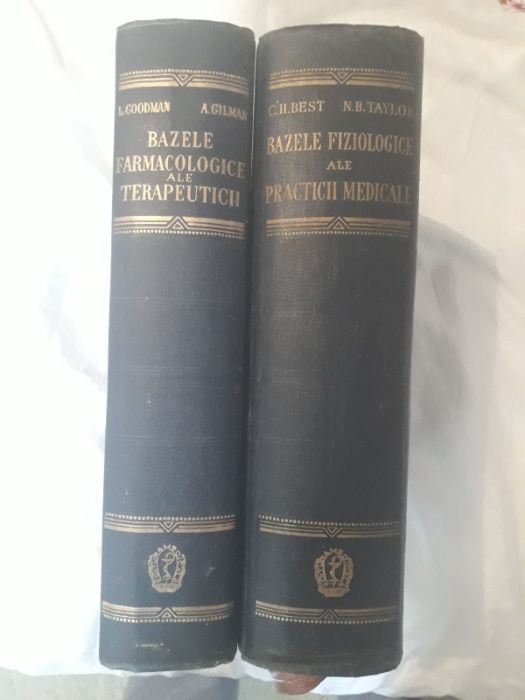 L. GOODMAN A. GILMAN
BAZELE
FARMACOLOGICE
ALE
TERAPEUTICII
C.H. BEST N.B. TAYLOR
BAZELE FIZIOLOGICE
ALE
PRACTICII MEDICALE